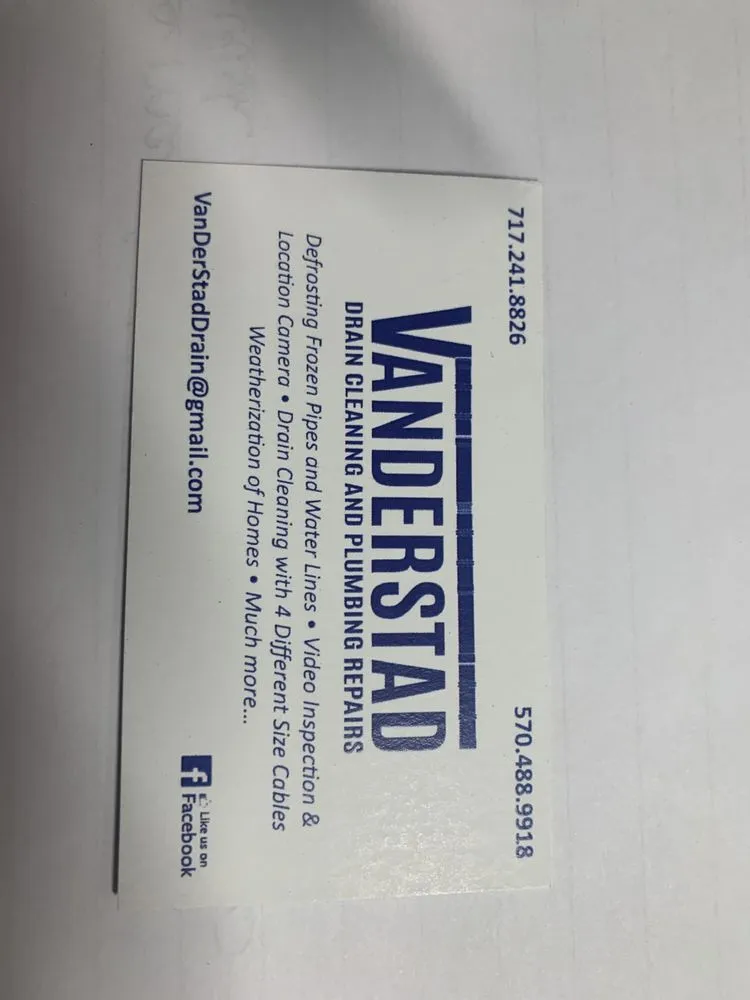 717.241.8826
570.488.9918
VANDERSTAD
DRAIN CLEANING AND PLUMBING REPAIRS
Defrosting Frozen Pipes and Water Lines • Video Inspection &
Location Camera • Drain Cleaning with 4 Different Size Cables
Weatherization of Homes • Much more...
VanDerStadDrain@gmail.com
f
Like us on
Facebook